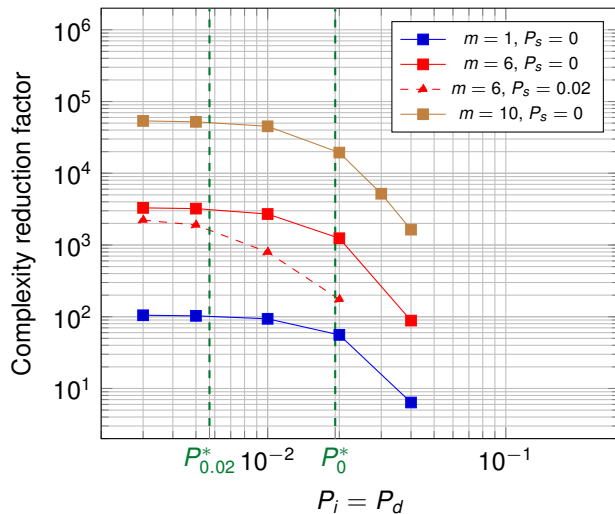 10^6
10^5
10^4
10^3
10^2
10^1
Complexity reduction factor
m = 1, P_s = 0
m = 6, P_s = 0
m = 6, P_s = 0.02
m = 10, P_s = 0
P^*_{0.02} 10^{-2} P^*_0 10^{-1}
P_i = P_d